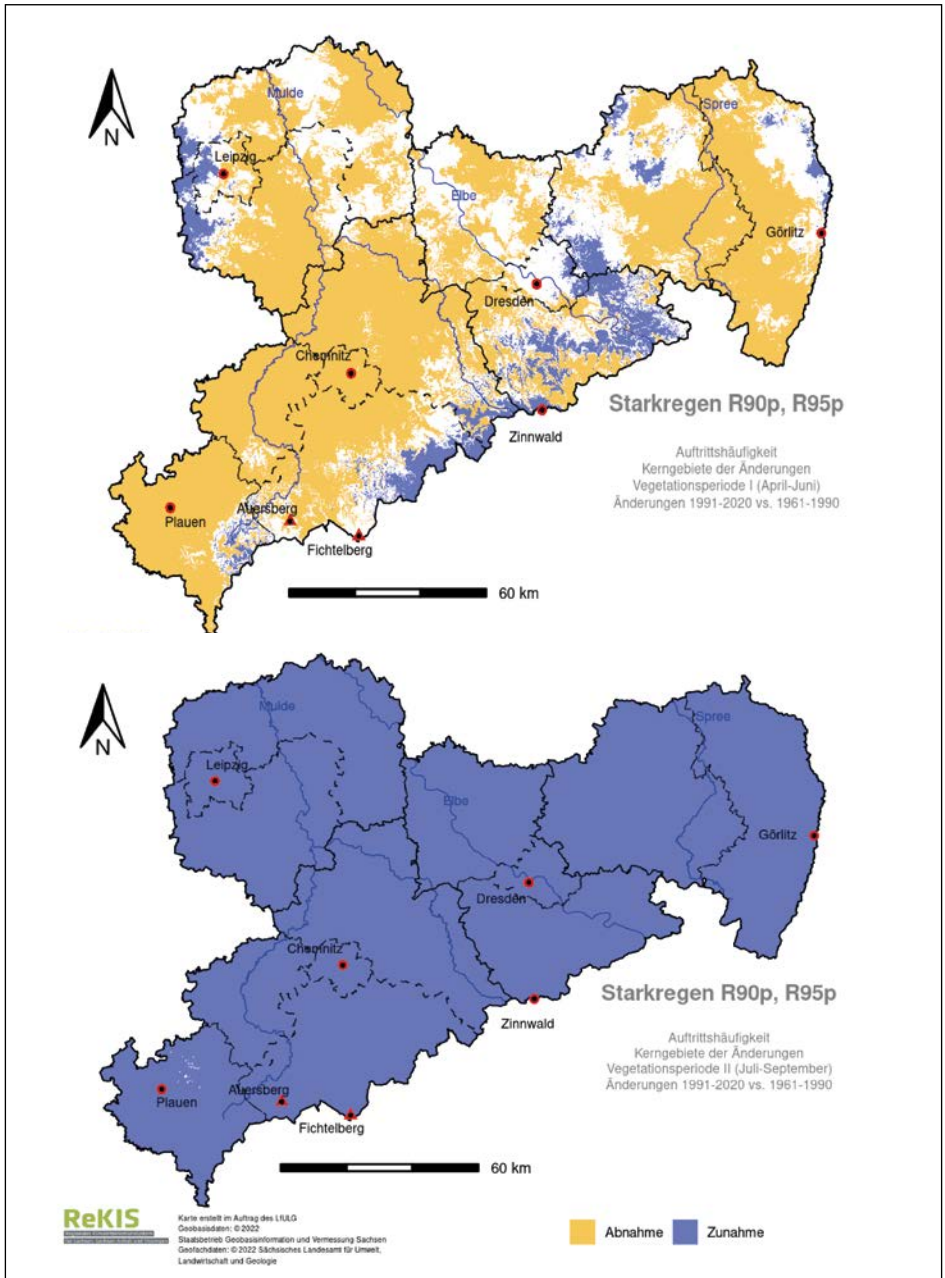 N
Mulde
Spree
Leipzig
Elbe
Görlitz
Dresden
Chemnitz
Starkregen R90p, R95p
Zinnwald
Auftrittshäufigkeit
Kerngebiete der Änderungen
Vegetationsperiode I (April-Juni)
Änderungen 1991-2020 vs. 1961-1990
Auersberg
Plauen
Fichtelberg
60 km
N
Mulde
Spree
Leipzig
Elbe
Görlitz
Dresden
Chemnitz
Starkregen R90p, R95p
Zinnwald
Auftrittshäufigkeit
Kerngebiete der Änderungen
Vegetationsperiode II (Juli-September)
Änderungen 1991-2020 vs. 1961-1990
Auersberg
Plauen
Fichtelberg
60 km
ReKIS
Karte erstellt im Auftrag des LfULG
Geobasisdaten: © 2022
Staatsbetrieb Geobasisinformation und Vermessung Sachsen
Geofachdaten: © 2022 Sächsisches Landesamt für Umwelt,
Landwirtschaft und Geologie
Abnahme
Zunahme